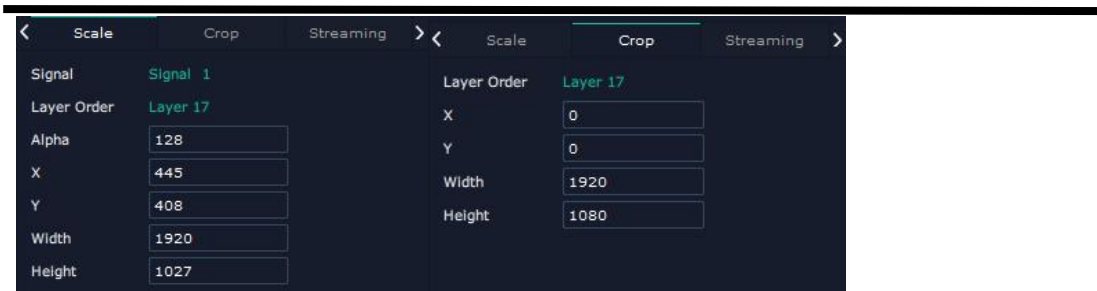 Scale Crop Streaming
Signal Signal 1
Layer Order Layer 17
Alpha 128
X 445
Y 408
Width 1920
Height 1027
Scale Crop Streaming
Layer Order Layer 17
X 0
Y 0
Width 1920
Height 1080